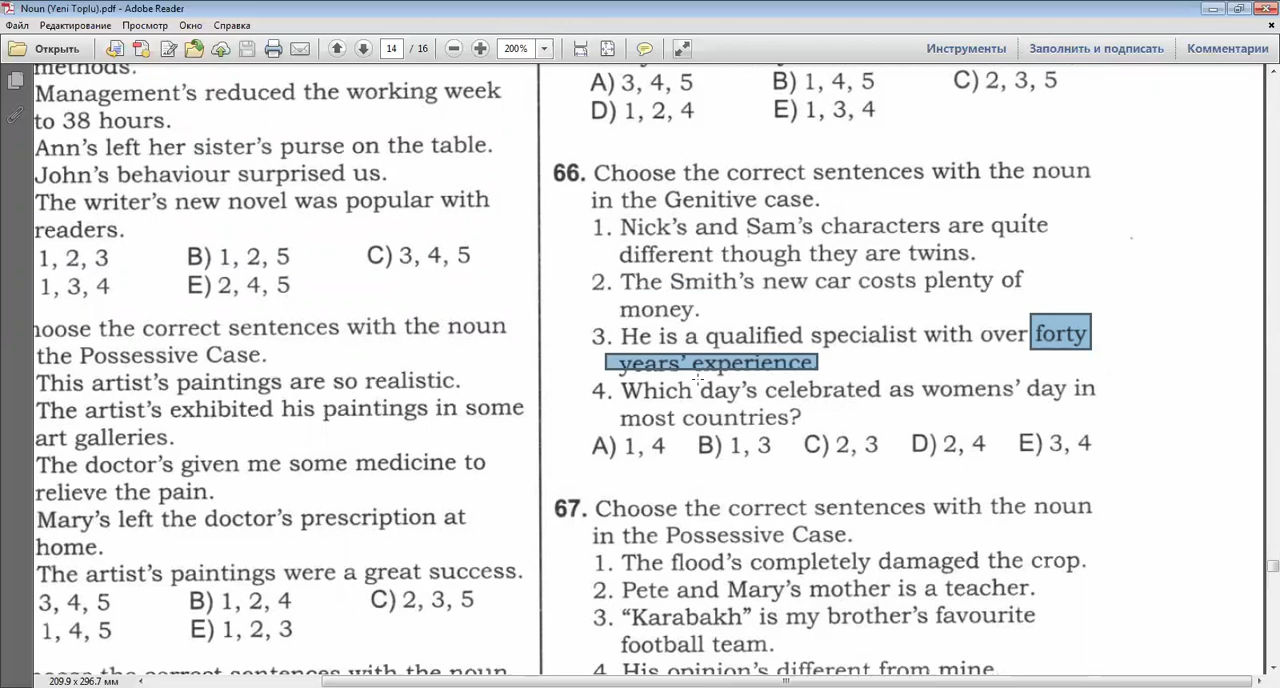 Noun (Yeni Toplu).pdf - Adobe Reader
Файл Редактирование Просмотр Окно Справка
Открыть 14 / 16 200% Инструменты Заполнить и подписать Комментарии
methods.
Management's reduced the working week
to 38 hours.
Ann's left her sister's purse on the table.
John's behaviour surprised us.
The writer's new novel was popular with
readers.
1, 2, 3 B) 1, 2, 5 C) 3, 4, 5
1, 3, 4 E) 2, 4, 5
hoose the correct sentences with the noun
the Possessive Case.
This artist's paintings are so realistic.
The artist's exhibited his paintings in some
art galleries.
The doctor's given me some medicine to
relieve the pain.
Mary's left the doctor's prescription at
home.
The artist's paintings were a great success.
3, 4, 5 B) 1, 2, 4 C) 2, 3, 5
1, 4, 5 E) 1, 2, 3
the correct sentences with the noun
A) 3, 4, 5 B) 1, 4, 5 C) 2, 3, 5
D) 1, 2, 4 E) 1, 3, 4
66. Choose the correct sentences with the noun
in the Genitive case.
1. Nick's and Sam's characters are quite
different though they are twins.
2. The Smith's new car costs plenty of
money.
3. He is a qualified specialist with over forty
years' experience
4. Which day's celebrated as womens' day in
most countries?
A) 1, 4 B) 1, 3 C) 2, 3 D) 2, 4 E) 3, 4
67. Choose the correct sentences with the noun
in the Possessive Case.
1. The flood's completely damaged the crop.
2. Pete and Mary's mother is a teacher.
3. “Karabakh” is my brother's favourite
football team.
4. His opinion's different from mine.
209.9 x 296.7 мм